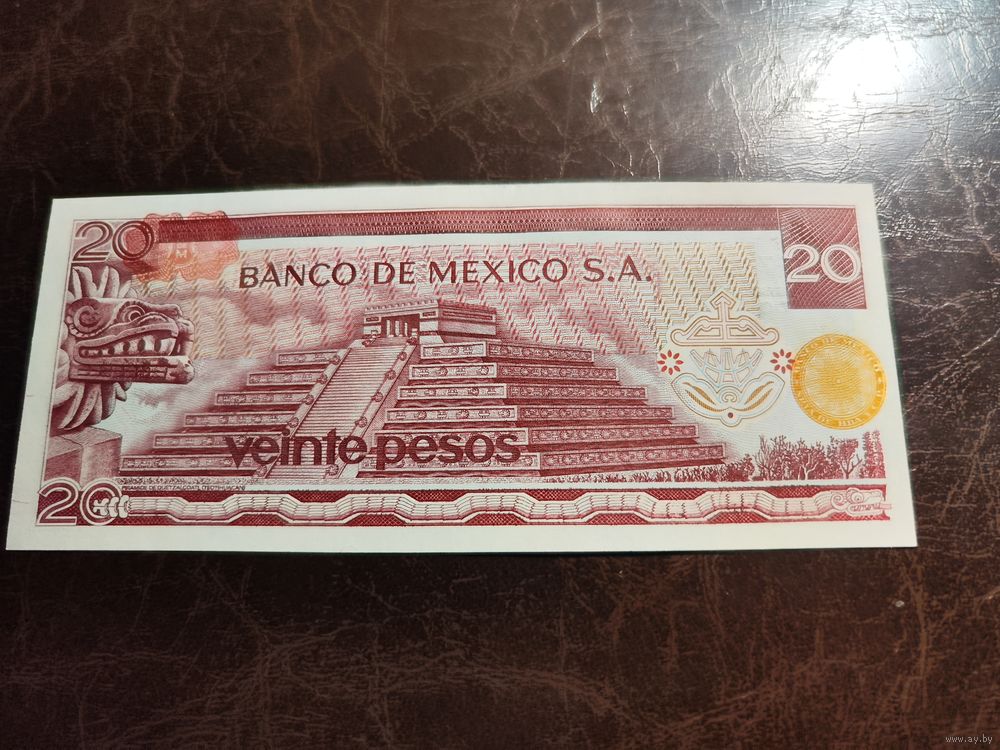 20
20
BANCO DE MEXICO S.A.
veinte pesos
20
www.ay.by